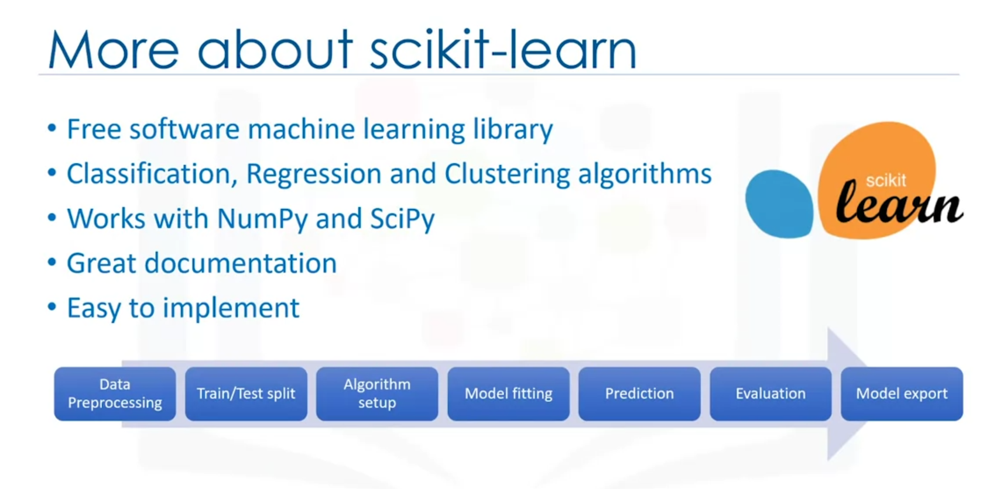 More about scikit-learn
• Free software machine learning library
• Classification, Regression and Clustering algorithms
• Works with NumPy and SciPy
• Great documentation
• Easy to implement
scikit
learn
Data
Preprocessing
Train/Test split
Algorithm
setup
Model fitting
Prediction
Evaluation
Model export